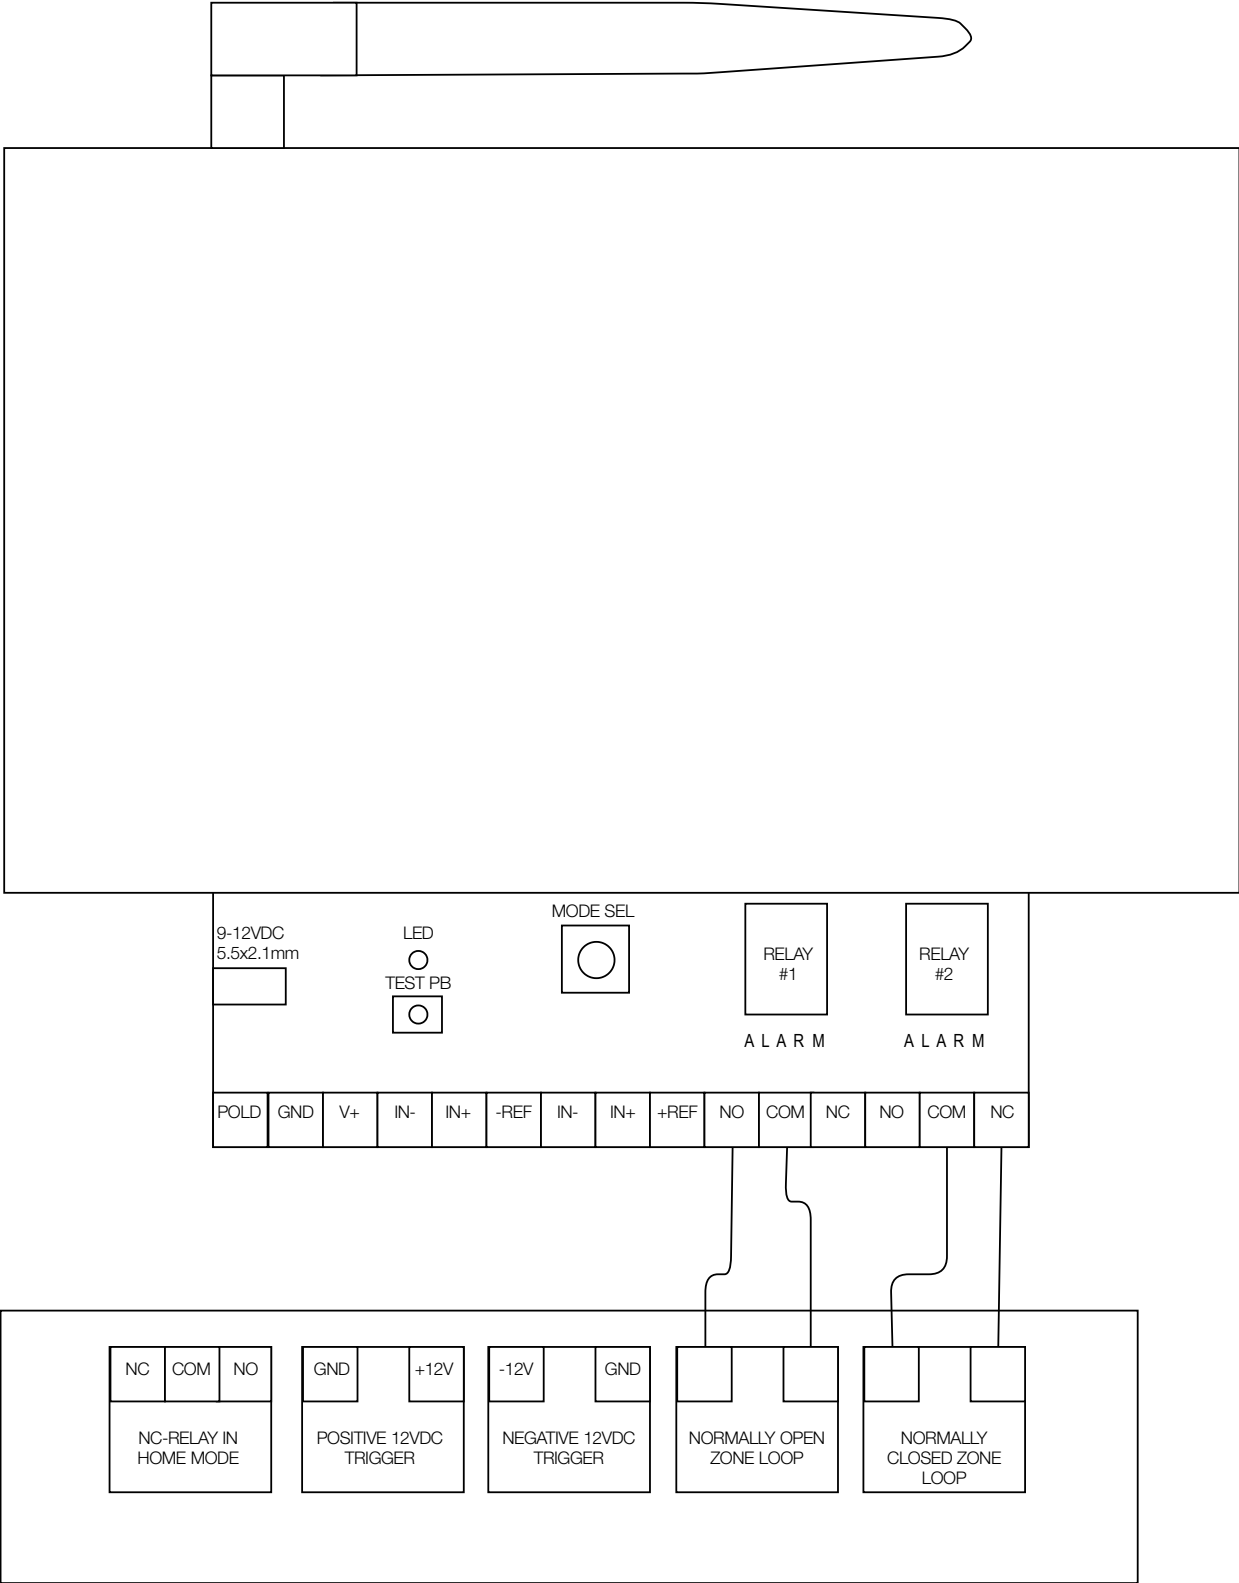 MODE SEL
9-12VDC
5.5x2.1mm
LED
TEST PB
RELAY
#1
RELAY
#2
ALARM
ALARM
POLD GND V+ IN- IN+ -REF IN- IN+ +REF NO COM NC NO COM NC
NC COM NO
NC-RELAY IN
HOME MODE
GND +12V
POSITIVE 12VDC
TRIGGER
-12V GND
NEGATIVE 12VDC
TRIGGER
NORMALLY OPEN
ZONE LOOP
NORMALLY
CLOSED ZONE
LOOP